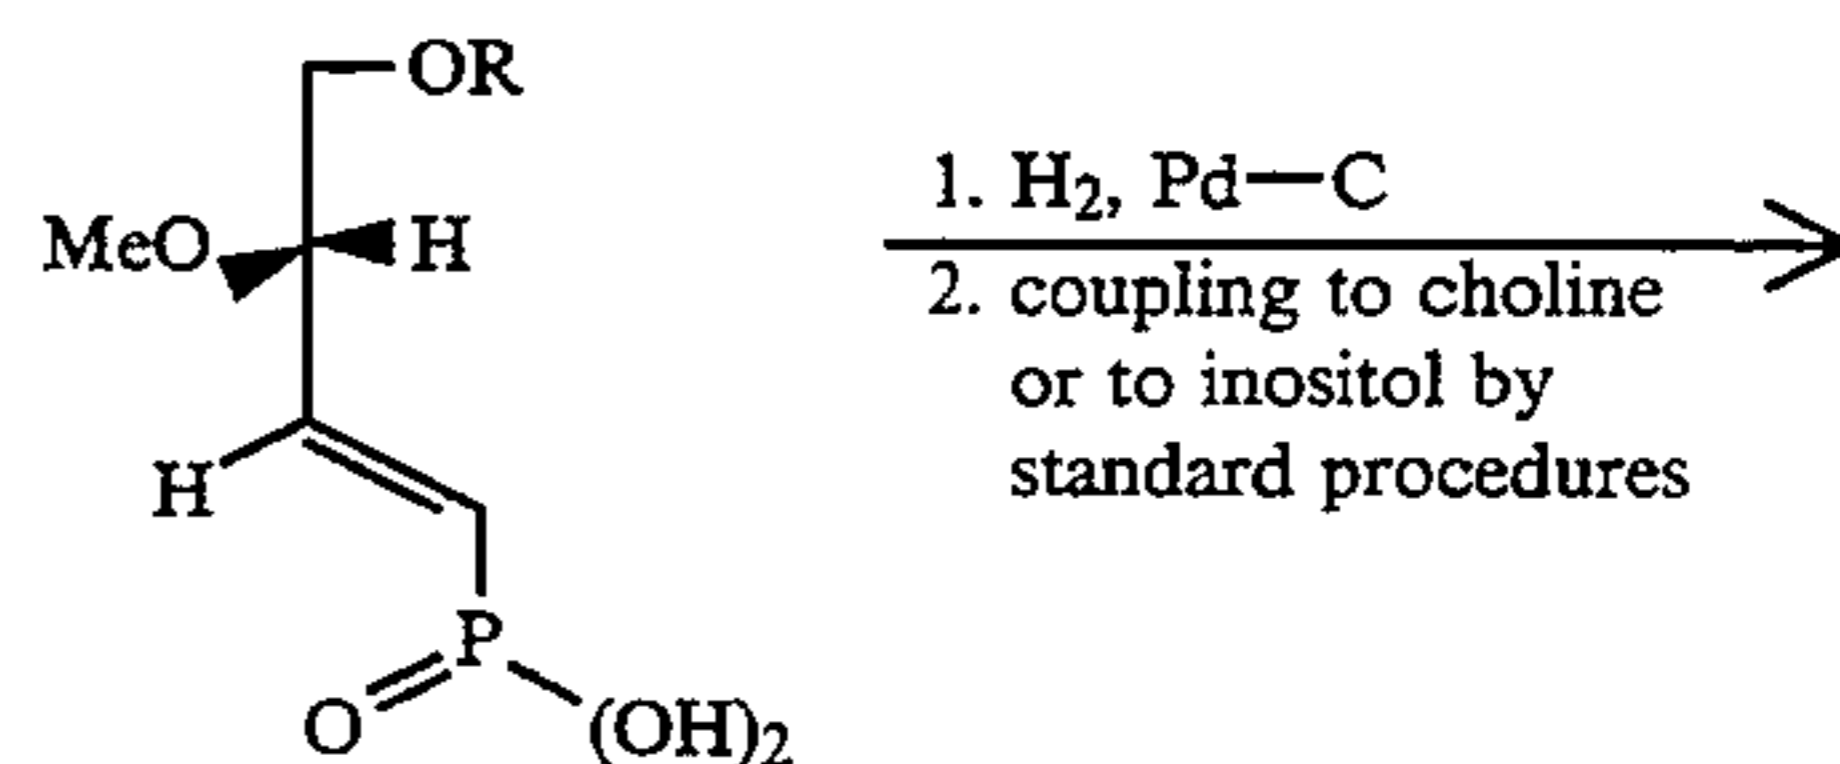 OR
MeO H
1. H₂, Pd—C
2. coupling to choline
or to inositol by
standard procedures
H
P
O (OH)₂